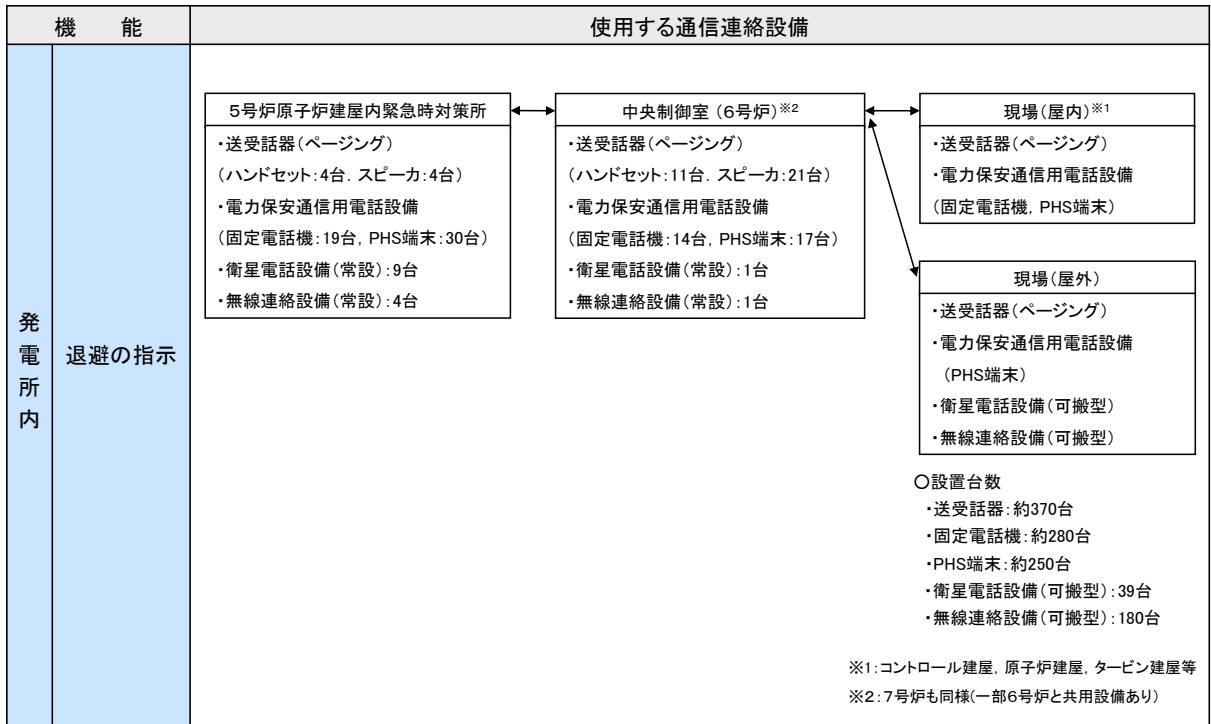 機　能
使用する通信連絡設備
発電所内
退避の指示
５号炉原子炉建屋内緊急時対策所
・送受話器（ページング）
（ハンドセット：4台．スピーカ：4台）
・電力保安通信用電話設備
（固定電話機：19台，PHS端末：30台）
・衛星電話設備（常設）：9台
・無線連絡設備（常設）：4台
中央制御室（６号炉）※2
・送受話器（ページング）
（ハンドセット：11台．スピーカ：21台）
・電力保安通信用電話設備
（固定電話機：14台，PHS端末：17台）
・衛星電話設備（常設）：1台
・無線連絡設備（常設）：1台
現場（屋内）※1
・送受話器（ページング）
・電力保安通信用電話設備
（固定電話機，PHS端末）
現場（屋外）
・送受話器（ページング）
・電力保安通信用電話設備
（PHS端末）
・衛星電話設備（可搬型）
・無線連絡設備（可搬型）
〇設置台数
・送受話器：約370台
・固定電話機：約280台
・PHS端末：約250台
・衛星電話設備（可搬型）：39台
・無線連絡設備（可搬型）：180台
※1：コントロール建屋，原子炉建屋，タービン建屋等
※2：７号炉も同様（一部６号炉と共用設備あり）